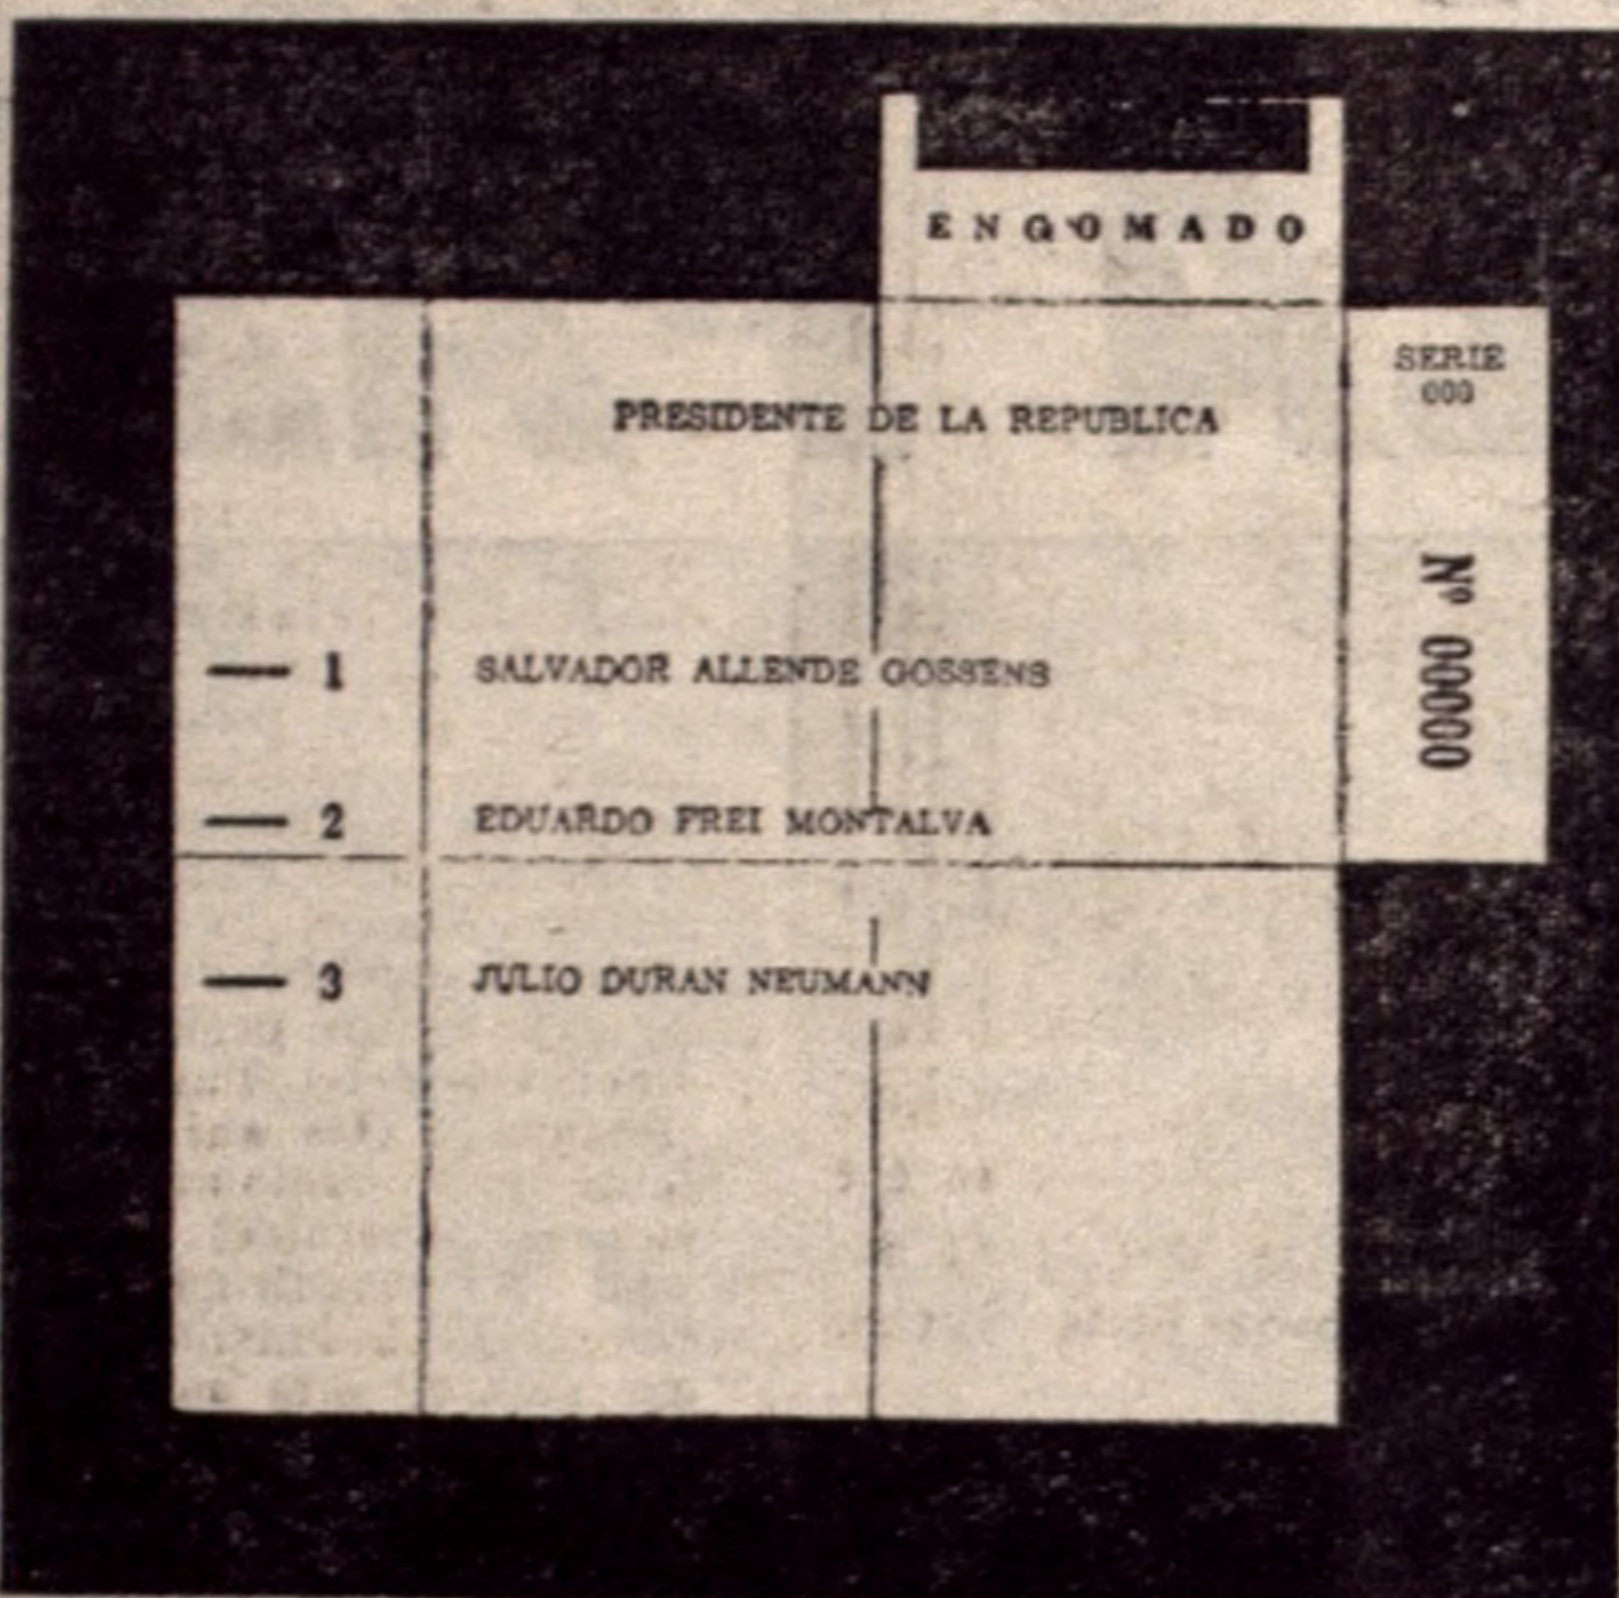 ENGOMADO
SERIE
000
PRESIDENTE DE LA REPUBLICA
Nº 00000
— 1 SALVADOR ALLENDE GOSSENS
— 2 EDUARDO FREI MONTALVA
— 3 JULIO DURAN NEUMANN